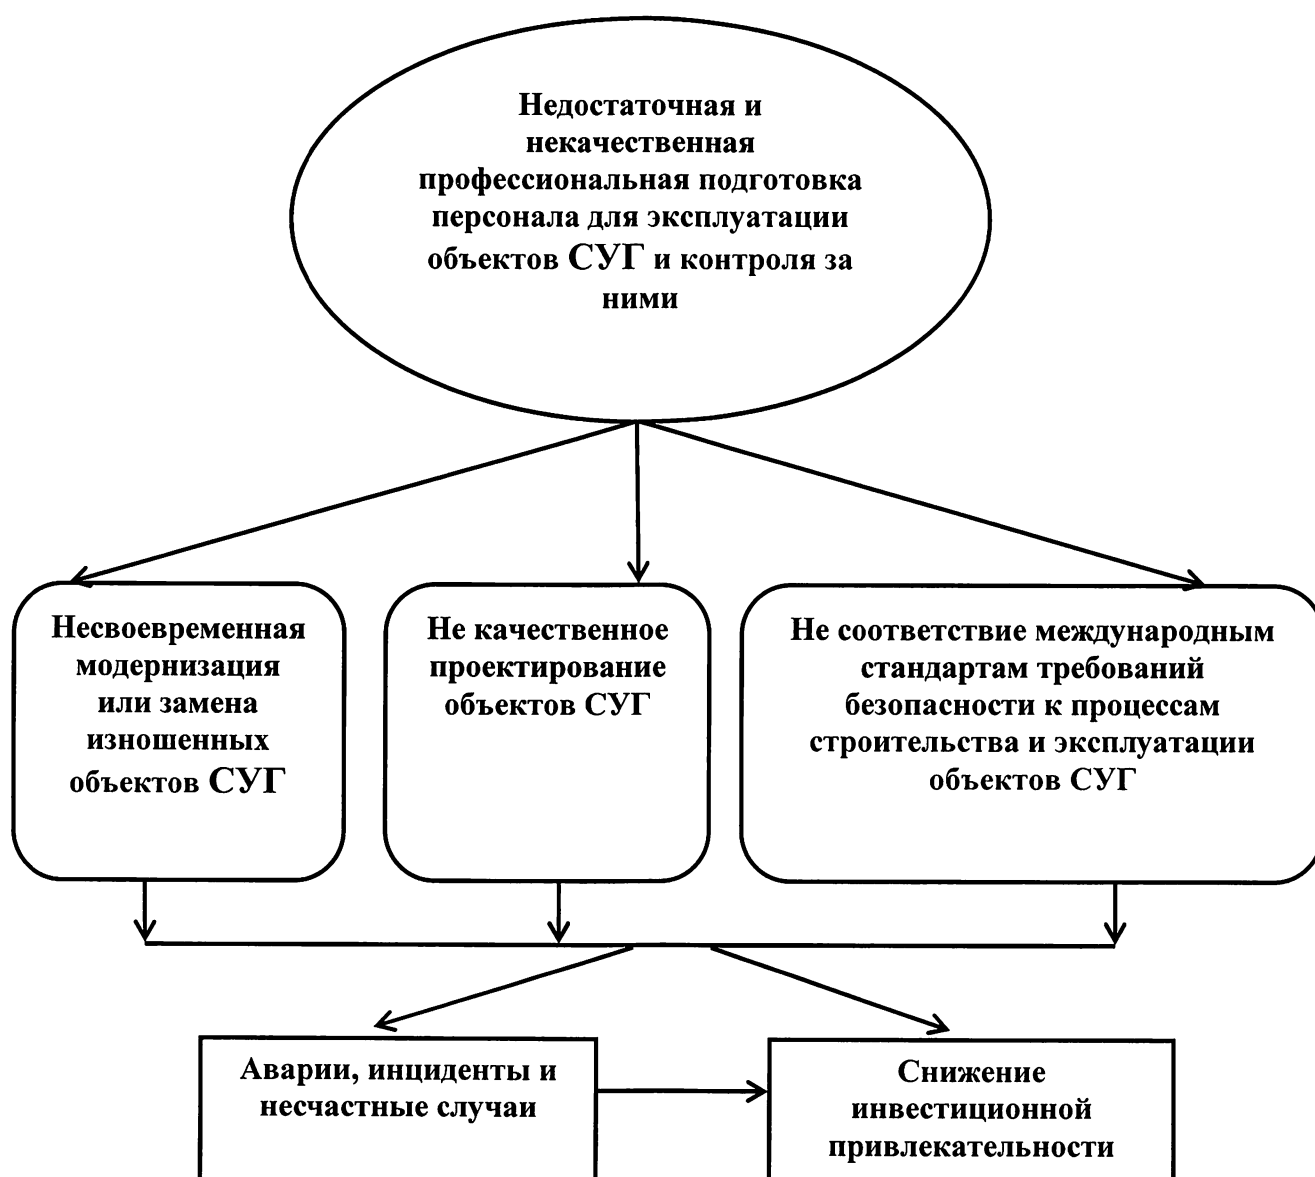 Недостаточная и
некачественная
профессиональная подготовка
персонала для эксплуатации
объектов СУГ и контроля за
ними
Несвоевременная
модернизация
или замена
изношенных
объектов СУГ
Не качественное
проектирование
объектов СУГ
Не соответствие международным
стандартам требований
безопасности к процессам
строительства и эксплуатации
объектов СУГ
Аварии, инциденты и
несчастные случаи
Снижение
инвестиционной
привлекательности